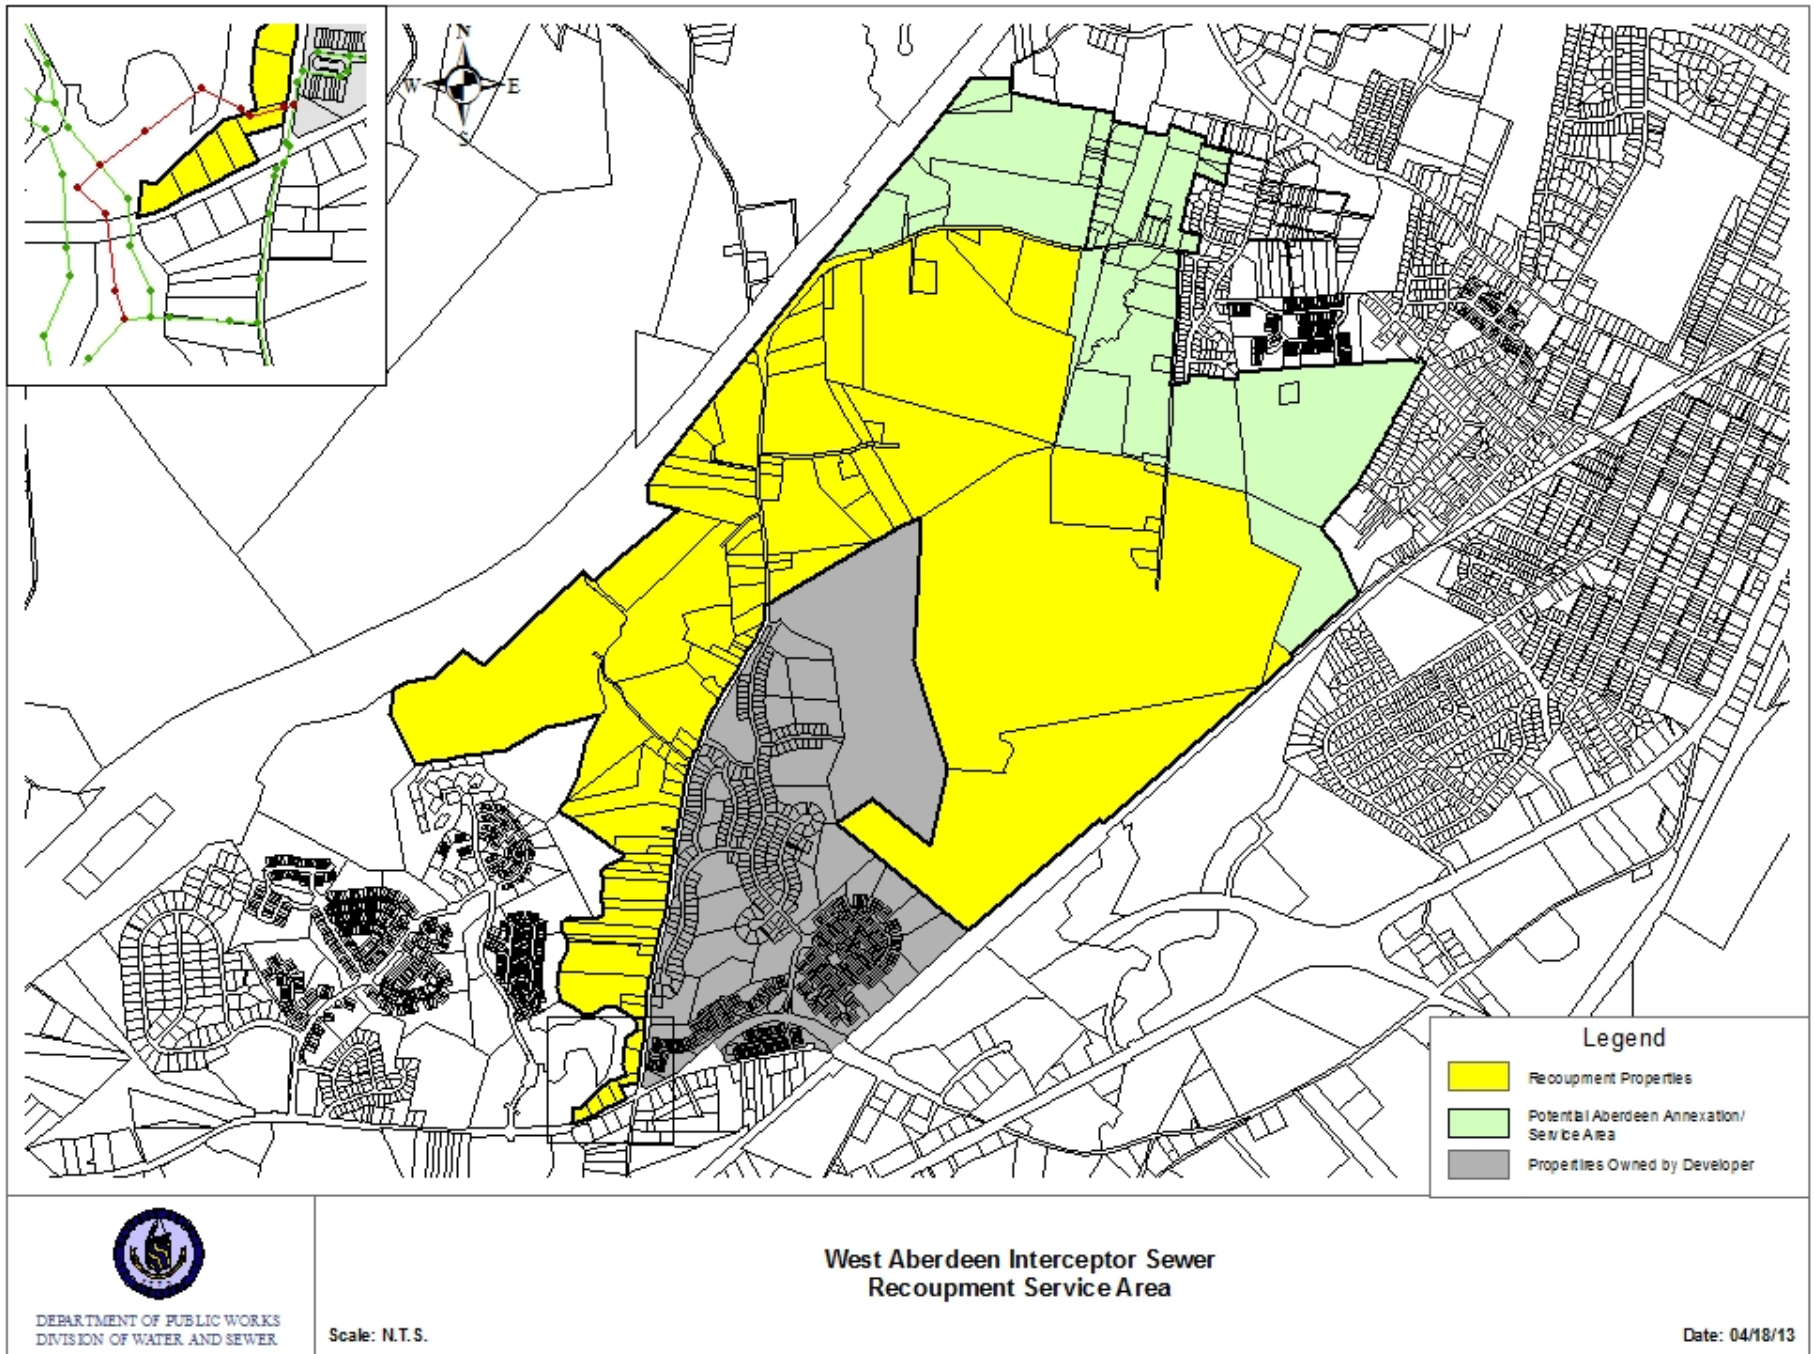 N
W
E
S
Legend
Recoupment Properties
Potential Aberdeen Annexation/
Service Area
Propertires Owned by Developer
West Aberdeen Interceptor Sewer
Recoupment Service Area
DEPARTMENT OF PUBLIC WORKS
DIVISION OF WATER AND SEWER
Scale: N.T.S.
Date: 04/18/13